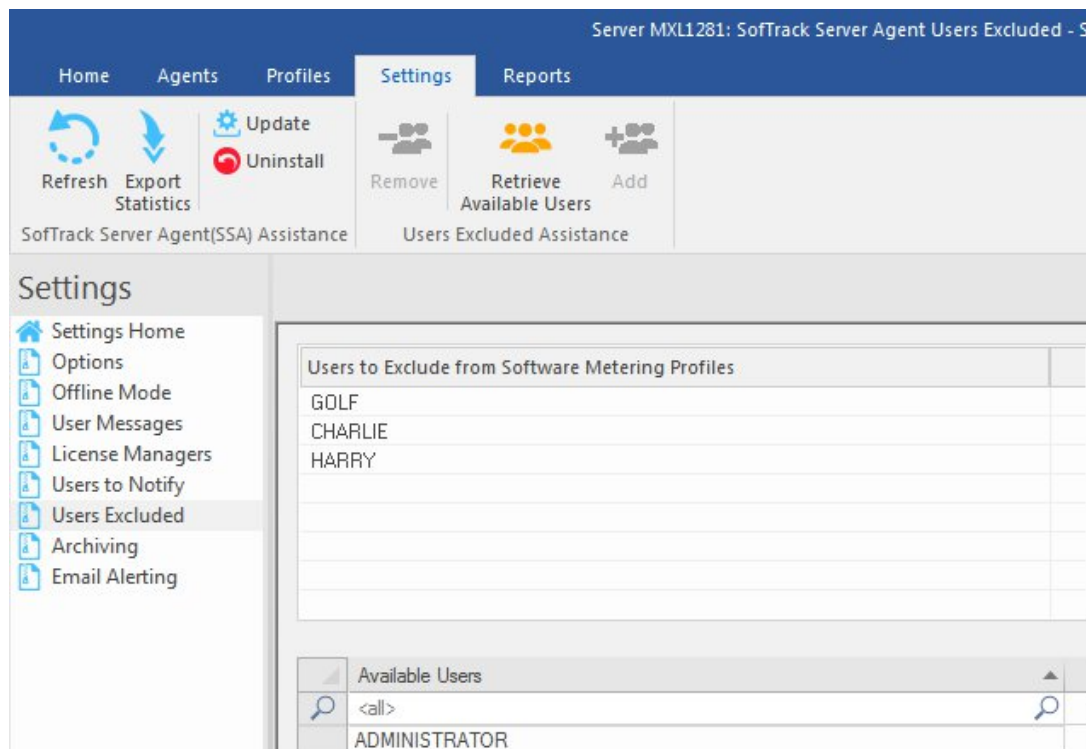 Server MXL1281: SofTrack Server Agent Users Excluded - S
Home Agents Profiles Settings Reports
Refresh
Export
Statistics
Update
Uninstall
SofTrack Server Agent(SSA) Assistance
Remove
Retrieve
Available Users
Add
Users Excluded Assistance
Settings
Settings Home
Options
Offline Mode
User Messages
License Managers
Users to Notify
Users Excluded
Archiving
Email Alerting
Users to Exclude from Software Metering Profiles
GOLF
CHARLIE
HARRY
Available Users
<all>
ADMINISTRATOR